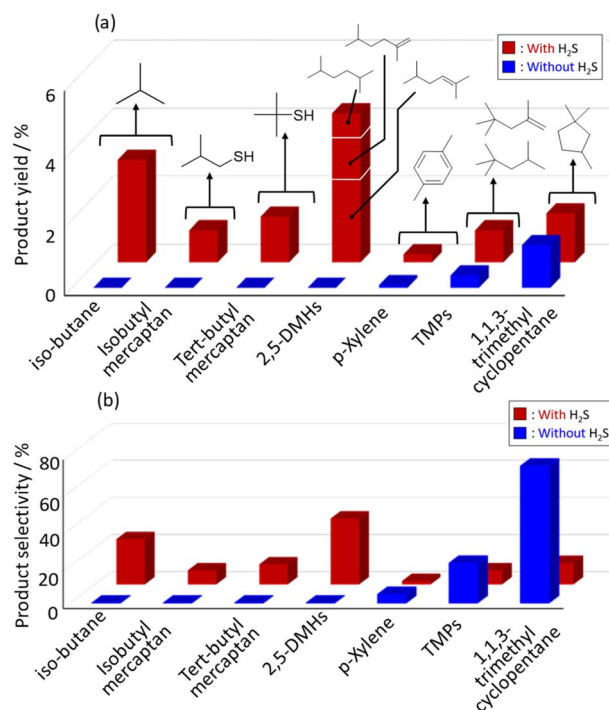 (a)
: With H₂S
: Without H₂S
Product yield / %
6
4
2
0
SH
SH
iso-butane
Isobutyl
mercaptan
Tert-butyl
mercaptan
2,5-DMHs
p-Xylene
TMPs
1,1,3-
trimethyl
cyclopentane
(b)
: With H₂S
: Without H₂S
Product selectivity / %
80
60
40
20
0
iso-butane
Isobutyl
mercaptan
Tert-butyl
mercaptan
2,5-DMHs
p-Xylene
TMPs
1,1,3-
trimethyl
cyclopentane